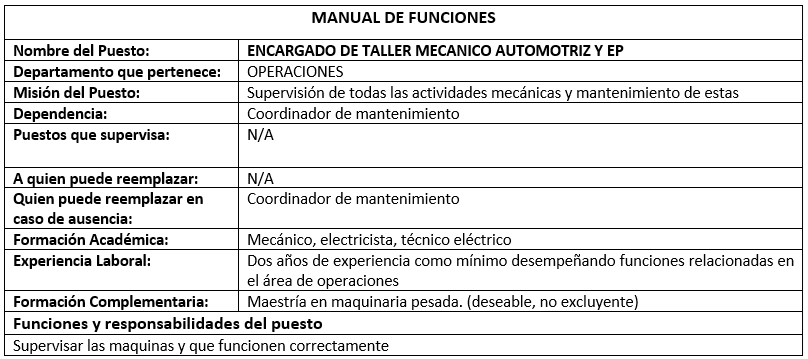 MANUAL DE FUNCIONES
Nombre del Puesto: ENCARGADO DE TALLER MECANICO AUTOMOTRIZ Y EP
Departamento que pertenece: OPERACIONES
Misión del Puesto: Supervisión de todas las actividades mecánicas y mantenimiento de estas
Dependencia: Coordinador de mantenimiento
Puestos que supervisa: N/A
A quien puede reemplazar: N/A
Quien puede reemplazar en Coordinador de mantenimiento
caso de ausencia:
Formación Académica: Mecánico, electricista, técnico eléctrico
Experiencia Laboral: Dos años de experiencia como mínimo desempeñando funciones relacionadas en
el área de operaciones
Formación Complementaria: Maestría en maquinaria pesada. (deseable, no excluyente)
Funciones y responsabilidades del puesto
Supervisar las maquinas y que funcionen correctamente